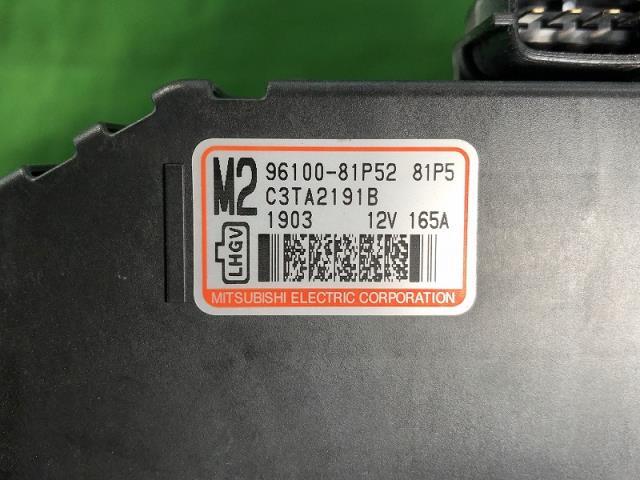 M2 96100-81P52 81P5
C3TA2191B
1903 12V 165A
LHGV
MITSUBISHI ELECTRIC CORPORATION